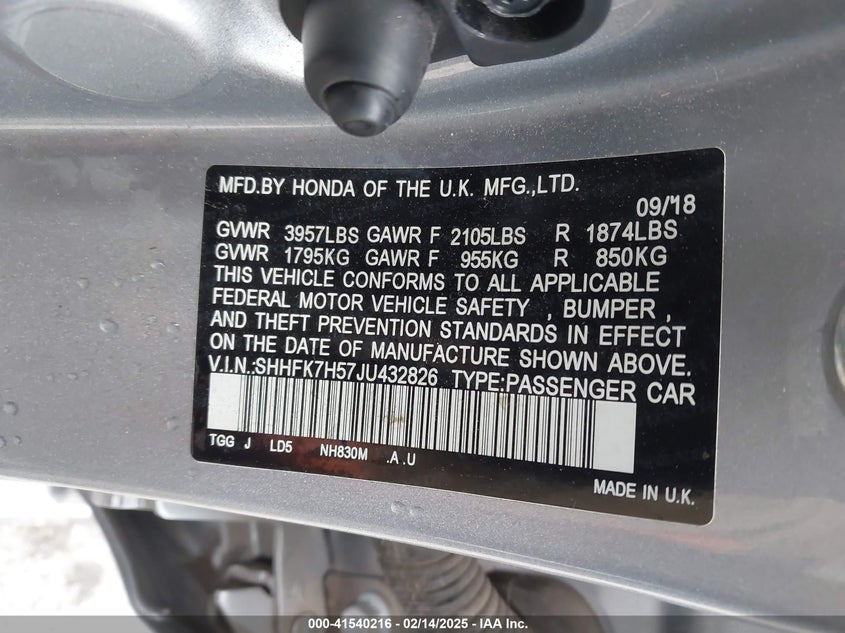 MFD.BY HONDA OF THE U.K. MFG.,LTD.
09/'18
GVWR 3957LBS GAWR F 2105LBS R 1874LBS
GVWR 1795KG GAWR F 955KG R 850KG
THIS VEHICLE CONFORMS TO ALL APPLICABLE
FEDERAL MOTOR VEHICLE SAFETY , BUMPER ,
AND THEFT PREVENTION STANDARDS IN EFFECT
ON THE DATE OF MANUFACTURE SHOWN ABOVE.
V.I.N.:SHHFK7H57JU432826 TYPE:PASSENGER CAR
TGG J LD5 NH830M .A .U
MADE IN U.K.
000-41540216 - 02/14/2025 - IAA Inc.